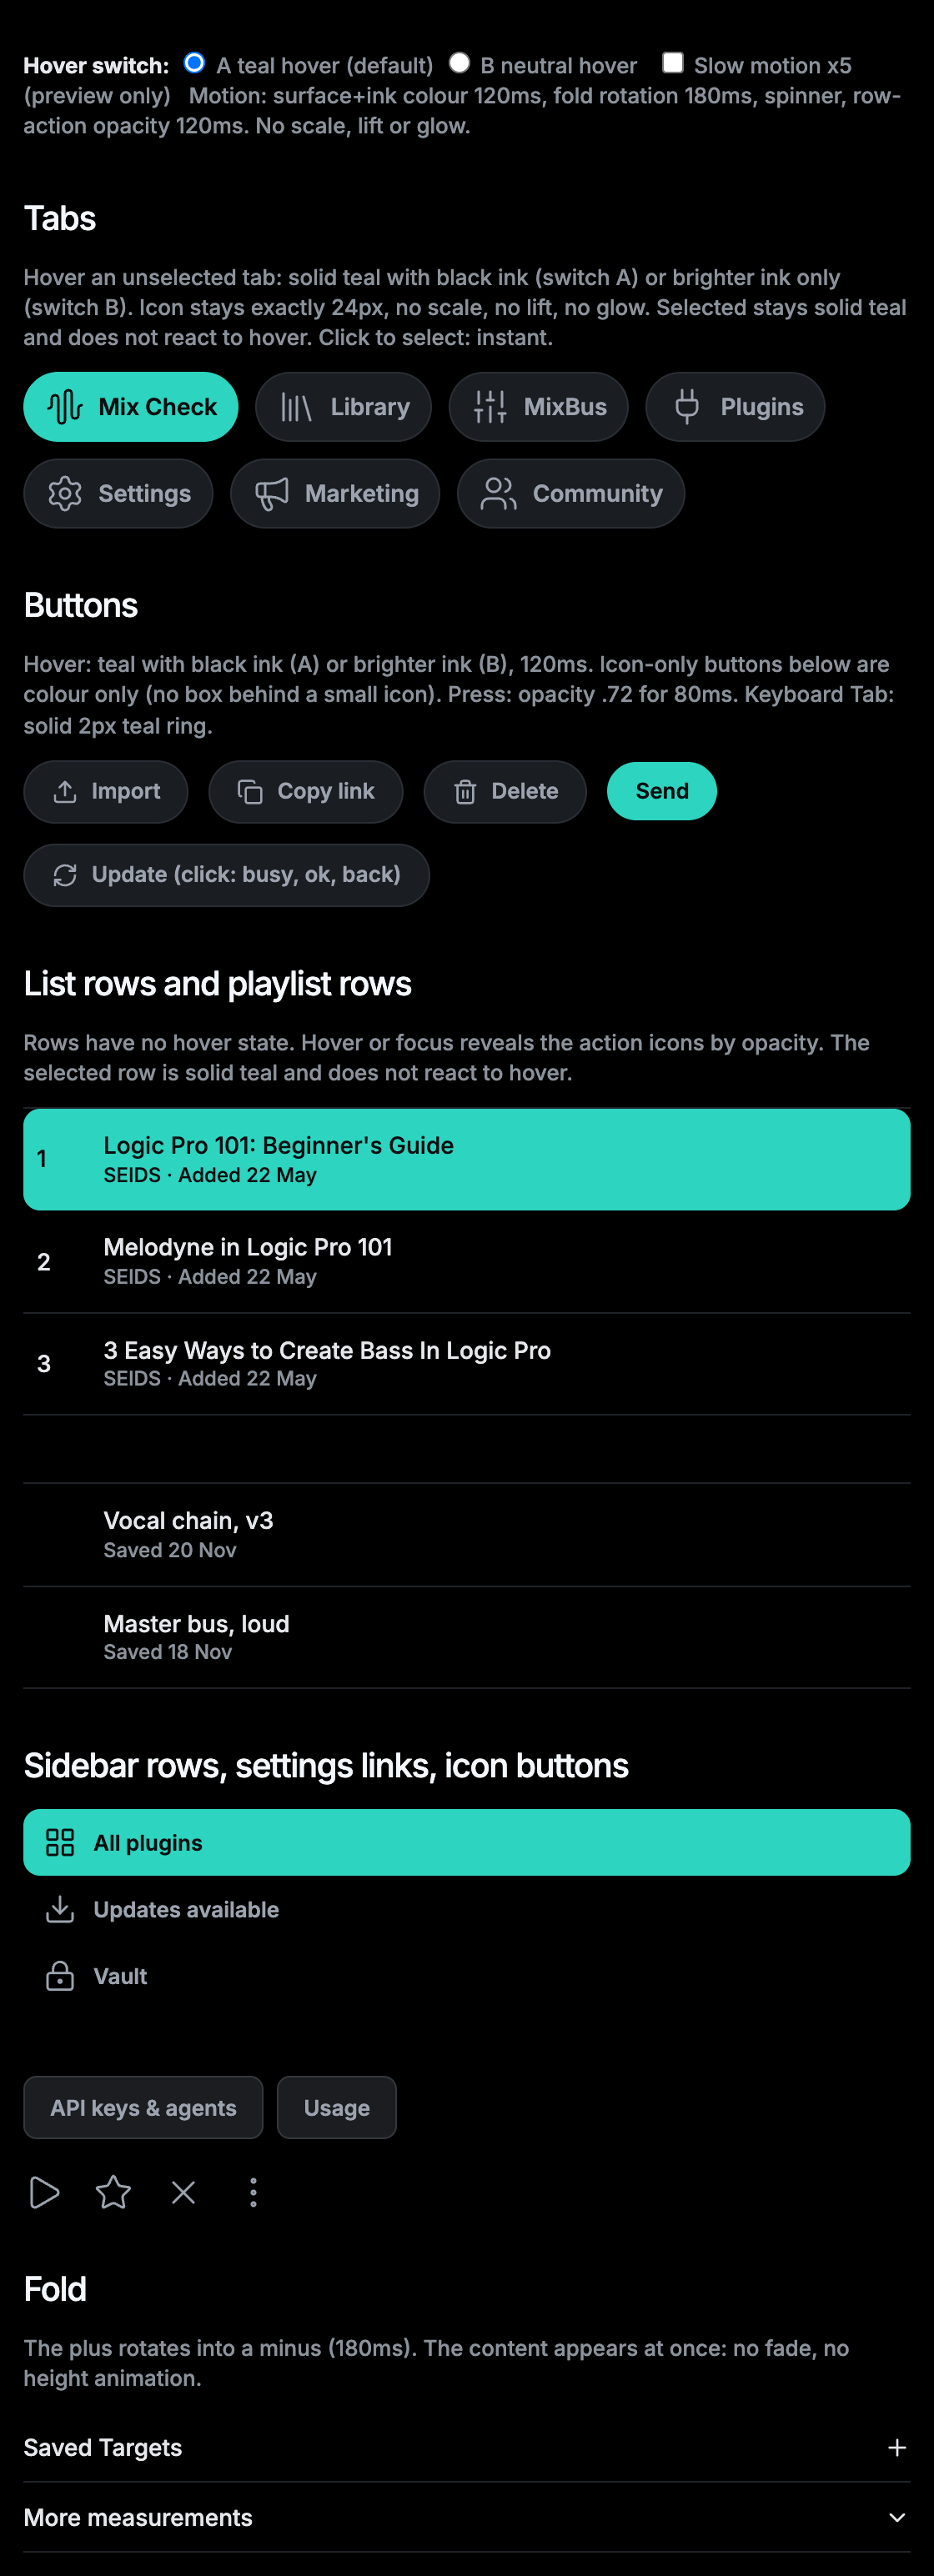 Hover switch: A teal hover (default) B neutral hover Slow motion x5
(preview only) Motion: surface+ink colour 120ms, fold rotation 180ms, spinner, row-
action opacity 120ms. No scale, lift or glow.
Tabs
Hover an unselected tab: solid teal with black ink (switch A) or brighter ink only
(switch B). Icon stays exactly 24px, no scale, no lift, no glow. Selected stays solid teal
and does not react to hover. Click to select: instant.
Mix Check Library MixBus Plugins
Settings Marketing Community
Buttons
Hover: teal with black ink (A) or brighter ink (B), 120ms. Icon-only buttons below are
colour only (no box behind a small icon). Press: opacity .72 for 80ms. Keyboard Tab:
solid 2px teal ring.
Import Copy link Delete Send
Update (click: busy, ok, back)
List rows and playlist rows
Rows have no hover state. Hover or focus reveals the action icons by opacity. The
selected row is solid teal and does not react to hover.
1 Logic Pro 101: Beginner's Guide
SEIDS · Added 22 May
2 Melodyne in Logic Pro 101
SEIDS · Added 22 May
3 3 Easy Ways to Create Bass In Logic Pro
SEIDS · Added 22 May
Vocal chain, v3
Saved 20 Nov
Master bus, loud
Saved 18 Nov
Sidebar rows, settings links, icon buttons
All plugins
Updates available
Vault
API keys & agents Usage
Fold
The plus rotates into a minus (180ms). The content appears at once: no fade, no
height animation.
Saved Targets
More measurements